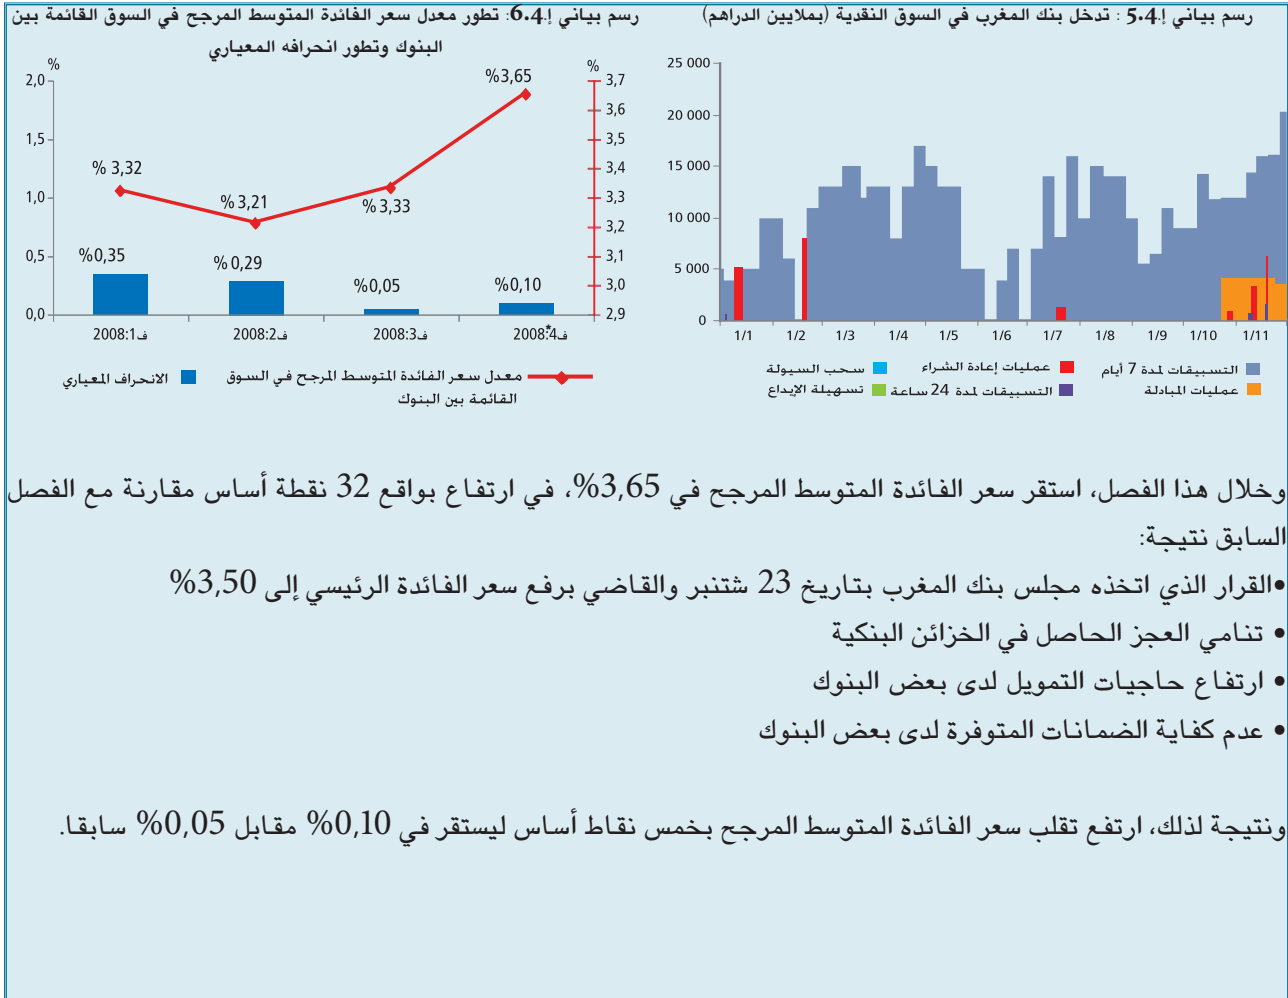 رسم بياني إ.5.4 : تدخل بنك المغرب في السوق النقدية (بملايين الدراهم)
25 000
20 000
15 000
10 000
5 000
0
1/1 1/2 1/3 1/4 1/5 1/6 1/7 1/8 1/9 1/10 1/11
التسبيقات لمدة 7 أيام عمليات إعادة الشراء سحب السيولة
عمليات المبادلة التسبيقات لمدة 24 ساعة تسهيلة الإيداع
رسم بياني إ.6.4: تطور معدل سعر الفائدة المتوسط المرجح في السوق القائمة بين
البنوك وتطور انحرافه المعياري
% %
2,0 1,5 1,0 0,5 0,0
3,7 3,6 3,5 3,4 3,3 3,2 3,1 3,0 2,9
% 3,32 %3,21 %3,33 %3,65
%0,35 %0,29 %0,05 %0,10
ف2008:1 ف2008:2 ف2008:3 ف2008:4*
معدل سعر الفائدة المتوسط المرجح في السوق الانحراف المعياري
القائمة بين البنوك
وخلال هذا الفصل، استقر سعر الفائدة المتوسط المرجح في 3,65%، في ارتفاع بواقع 32 نقطة أساس مقارنة مع الفصل
السابق نتيجة:
•القرار الذي اتخذه مجلس بنك المغرب بتاريخ 23 شتنبر والقاضي برفع سعر الفائدة الرئيسي إلى 3,50%
• تنامي العجز الحاصل في الخزائن البنكية
• ارتفاع حاجيات التمويل لدى بعض البنوك
• عدم كفاية الضمانات المتوفرة لدى بعض البنوك
ونتيجة لذلك، ارتفع تقلب سعر الفائدة المتوسط المرجح بخمس نقاط أساس ليستقر في 0,10% مقابل 0,05% سابقا.